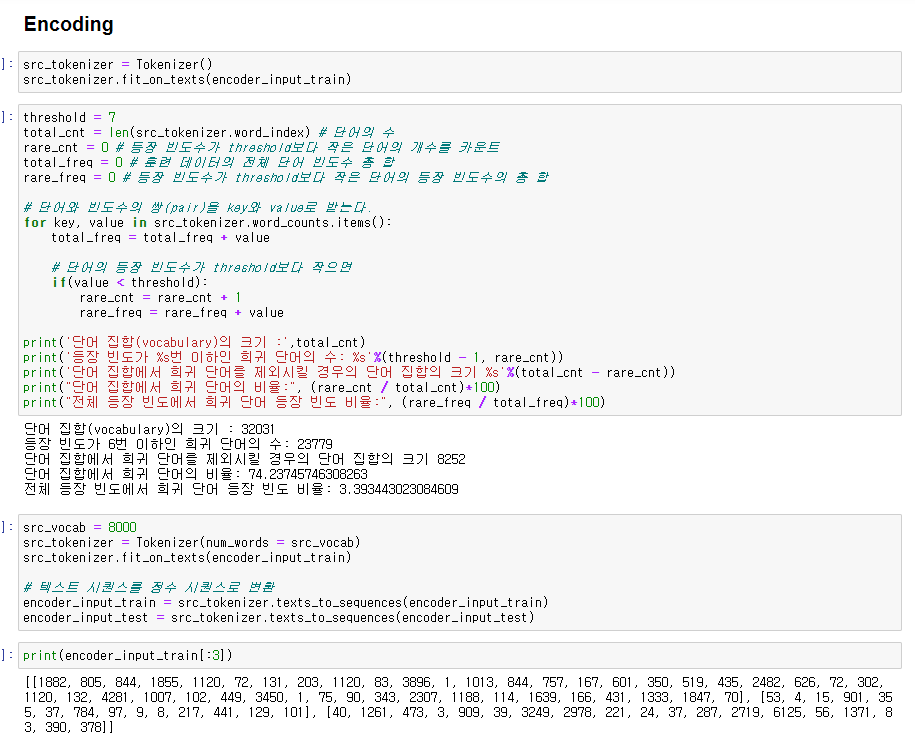 Encoding
]: src_tokenizer = Tokenizer()
src_tokenizer.fit_on_texts(encoder_input_train)
]: threshold = 7
total_cnt = len(src_tokenizer.word_index) # 단어의 수
rare_cnt = 0 # 등장 빈도수가 threshold보다 작은 단어의 개수를 카운트
total_freq = 0 # 훈련 데이터의 전체 단어 빈도수 총 합
rare_freq = 0 # 등장 빈도수가 threshold보다 작은 단어의 등장 빈도수의 총 합
# 단어와 빈도수의 쌍(pair)을 key와 value로 받는다.
for key, value in src_tokenizer.word_counts.items():
total_freq = total_freq + value
# 단어의 등장 빈도수가 threshold보다 작으면
if(value < threshold):
rare_cnt = rare_cnt + 1
rare_freq = rare_freq + value
print('단어 집합(vocabulary)의 크기 :',total_cnt)
print('등장 빈도가 %s번 이하인 희귀 단어의 수: %s'%(threshold - 1, rare_cnt))
print('단어 집합에서 희귀 단어를 제외시킬 경우의 단어 집합의 크기 %s'%(total_cnt - rare_cnt))
print("단어 집합에서 희귀 단어의 비율:", (rare_cnt / total_cnt)*100)
print("전체 등장 빈도에서 희귀 단어 등장 빈도 비율:", (rare_freq / total_freq)*100)
단어 집합(vocabulary)의 크기 : 32031
등장 빈도가 6번 이하인 희귀 단어의 수: 23779
단어 집합에서 희귀 단어를 제외시킬 경우의 단어 집합의 크기 8252
단어 집합에서 희귀 단어의 비율: 74.23745746308263
전체 등장 빈도에서 희귀 단어 등장 빈도 비율: 3.393443023084609
]: src_vocab = 8000
src_tokenizer = Tokenizer(num_words = src_vocab)
src_tokenizer.fit_on_texts(encoder_input_train)
# 텍스트 시퀀스를 정수 시퀀스로 변환
encoder_input_train = src_tokenizer.texts_to_sequences(encoder_input_train)
encoder_input_test = src_tokenizer.texts_to_sequences(encoder_input_test)
]: print(encoder_input_train[:3])
[[1882, 805, 844, 1855, 1120, 72, 131, 203, 1120, 83, 3896, 1, 1013, 844, 757, 167, 601, 350, 519, 435, 2482, 626, 72, 302,
1120, 132, 4281, 1007, 102, 449, 3450, 1, 75, 90, 343, 2307, 1188, 114, 1639, 166, 431, 1333, 1847, 70], [53, 4, 15, 901, 35
5, 37, 784, 97, 9, 8, 217, 441, 129, 101], [40, 1261, 473, 3, 909, 39, 3249, 2978, 221, 24, 37, 287, 2719, 6125, 56, 1371, 8
3, 390, 378]]